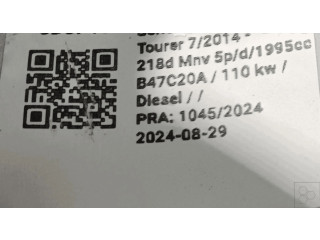 Tourer 7/2014 -
218d Mnv 5p/d/1995cc
B47C20A / 110 kw /
Diesel / /
PRA: 1045/2024
2024-08-29